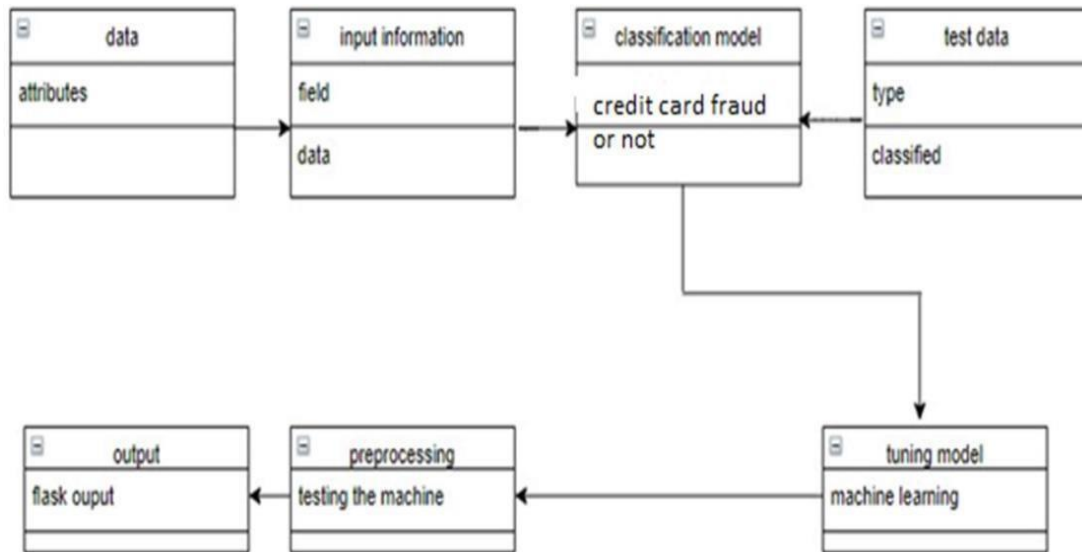 data
attributes
input information
field
data
classification model
credit card fraud
or not
test data
type
classified
output
flask ouput
preprocessing
testing the machine
tuning model
machine learning